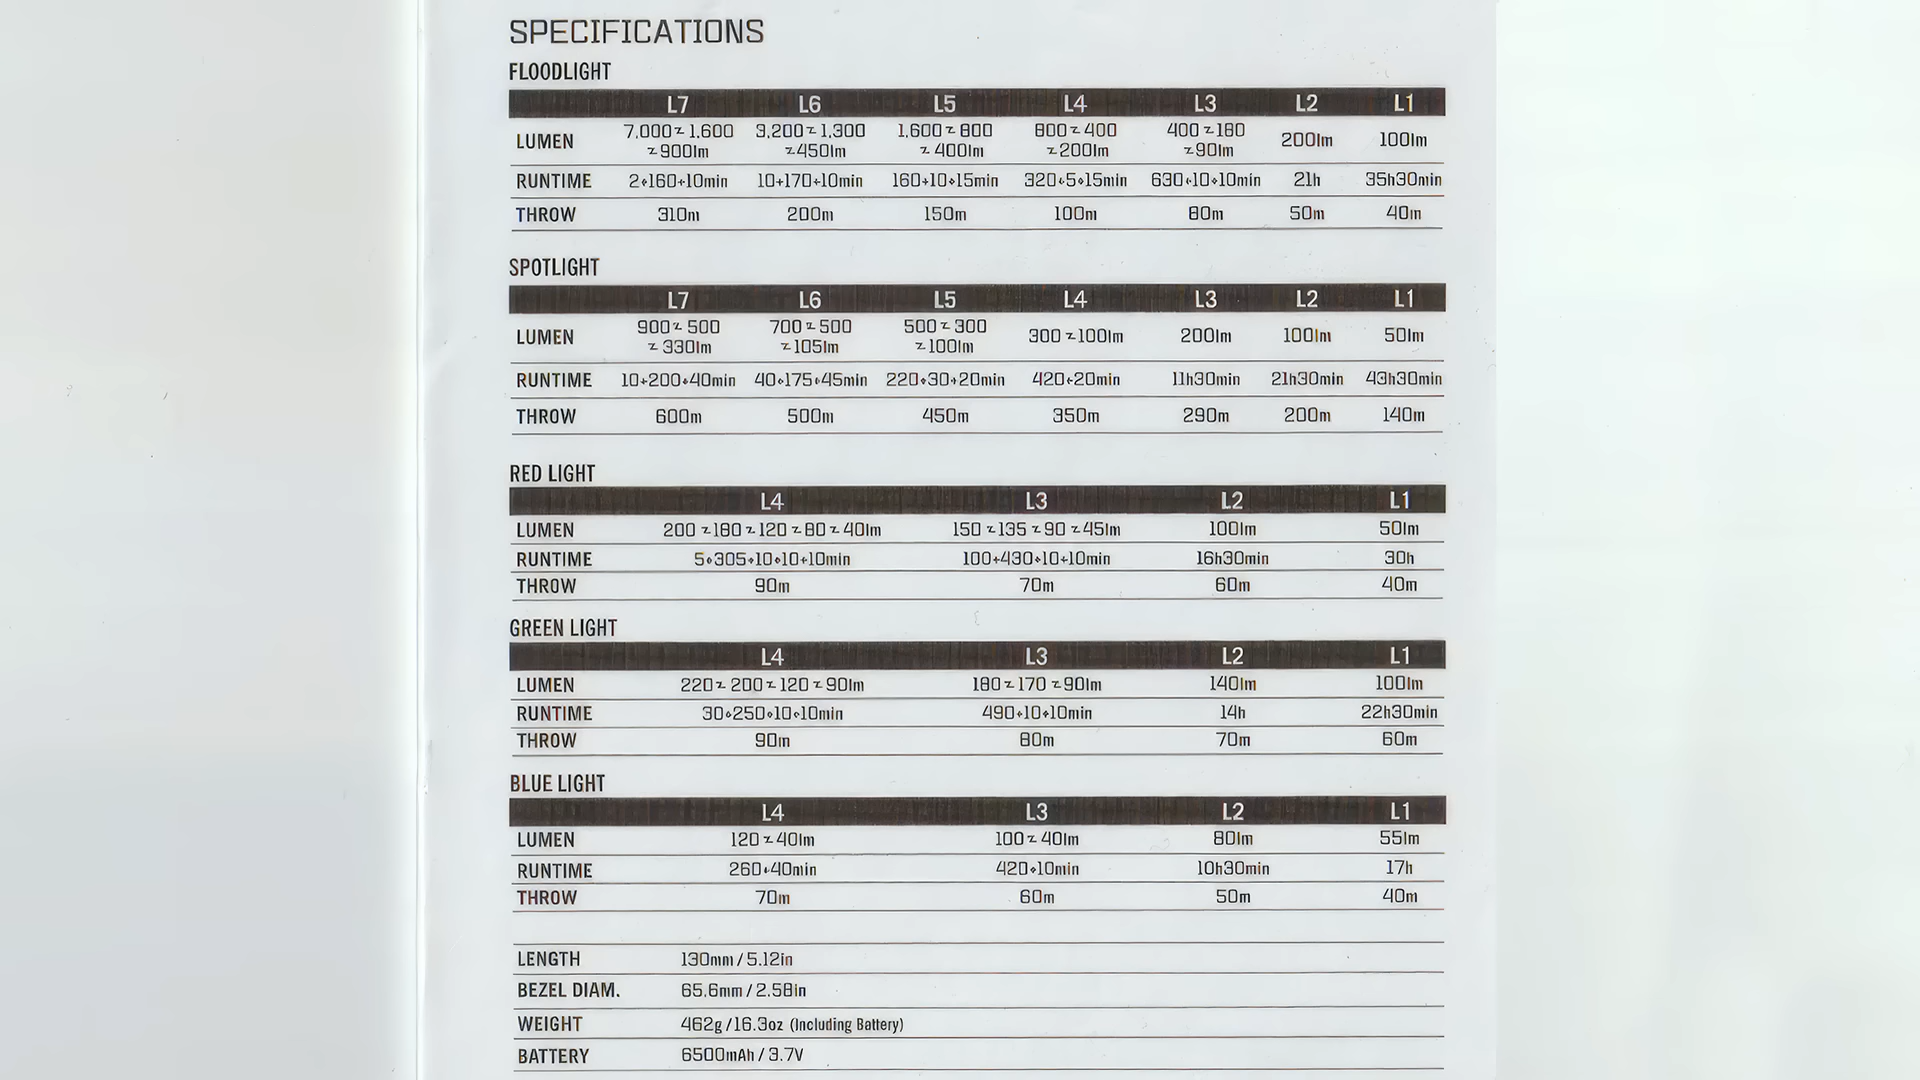 SPECIFICATIONS
FLOODLIGHT
L7 L6 L5 L4 L3 L2 L1
LUMEN 7,000~1,600~900lm 3,200~1,300~450lm 1,600~800~400lm 800~400~200lm 400~180~90lm 200lm 100lm
RUNTIME 2+160+10min 10+170+10min 160+10+15min 320+5+15min 630+10+10min 21h 35h30min
THROW 310m 200m 150m 100m 80m 50m 40m
SPOTLIGHT
L7 L6 L5 L4 L3 L2 L1
LUMEN 900~500~330lm 700~500~105lm 500~300~100lm 300~100lm 200lm 100lm 50lm
RUNTIME 10+200+40min 40+175+45min 220+30+20min 420+20min 11h30min 21h30min 43h30min
THROW 600m 500m 450m 350m 290m 200m 140m
RED LIGHT
L4 L3 L2 L1
LUMEN 200~180~120~80~40lm 150~135~90~45lm 100lm 50lm
RUNTIME 5+305+10+10+10min 100+430+10+10min 16h30min 30h
THROW 90m 70m 60m 40m
GREEN LIGHT
L4 L3 L2 L1
LUMEN 220~200~120~90lm 180~170~90lm 140lm 100lm
RUNTIME 30+250+10+10min 490+10+10min 14h 22h30min
THROW 90m 80m 70m 60m
BLUE LIGHT
L4 L3 L2 L1
LUMEN 120~40lm 100~40lm 80lm 55lm
RUNTIME 260+40min 420+10min 10h30min 17h
THROW 70m 60m 50m 40m
LENGTH 130mm / 5.12in
BEZEL DIAM. 65.6mm / 2.58in
WEIGHT 462g /16.3oz (Including Battery)
BATTERY 6500mAh / 3.7V